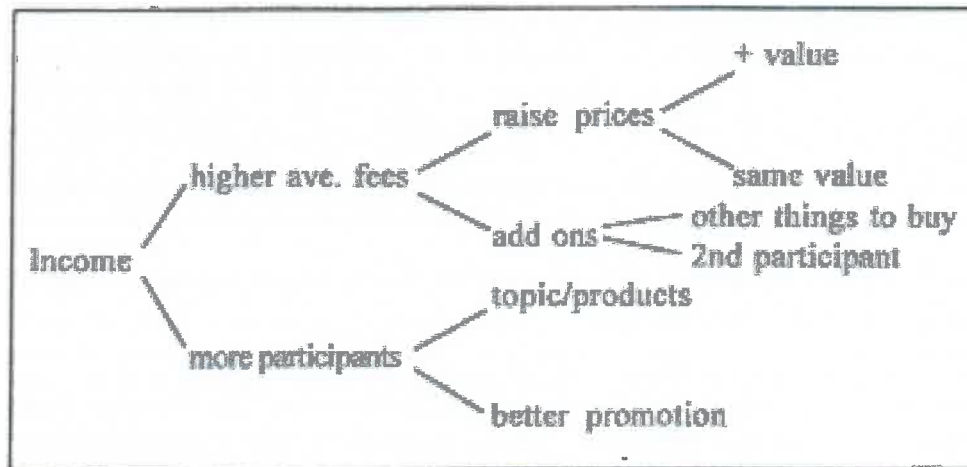 + value
raise prices
higher ave. fees
same value
other things to buy
add ons
2nd participant
Income
topic/products
more participants
better promotion